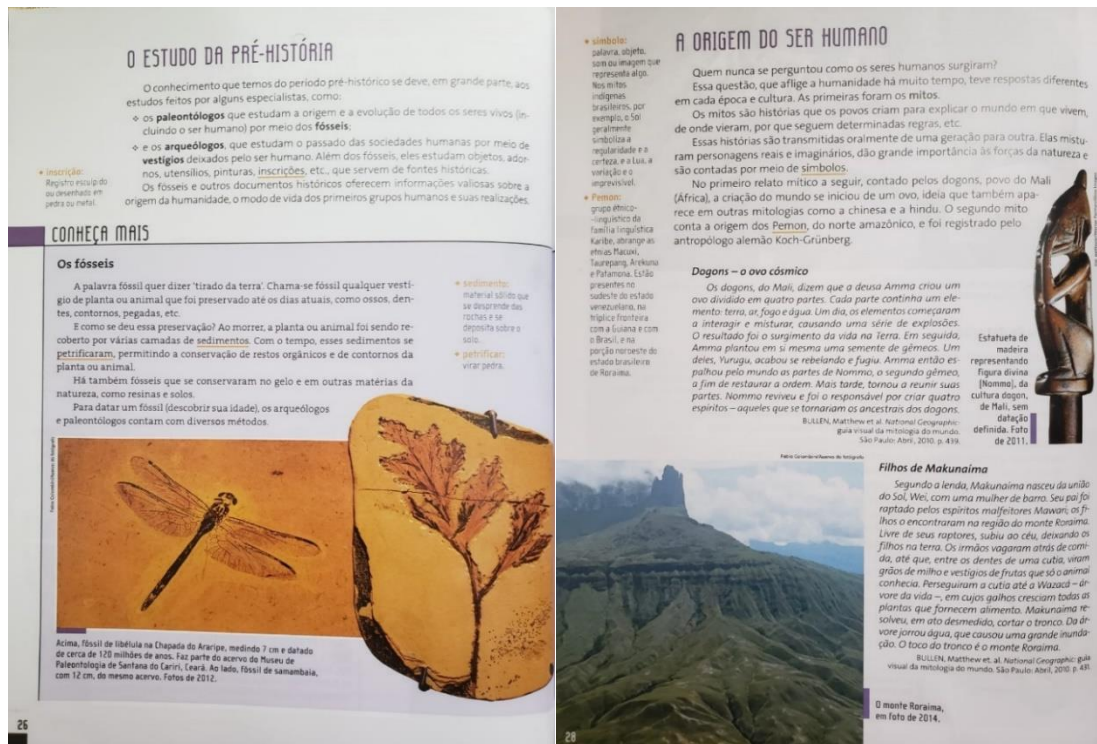 O ESTUDO DA PRÉ-HISTÓRIA
O conhecimento que temos do período pré-histórico se deve, em grande parte, aos
estudos feitos por alguns especialistas, como:
❖ os paleontólogos que estudam a origem e a evolução de todos os seres vivos (in-
cluindo o ser humano) por meio dos fósseis;
❖ e os arqueólogos, que estudam o passado das sociedades humanas por meio de
vestígios deixados pelo ser humano. Além dos fósseis, eles estudam objetos, ador-
nos, utensílios, pinturas, inscrições, etc., que servem de fontes históricas.
Os fósseis e outros documentos históricos oferecem informações valiosas sobre a
origem da humanidade, o modo de vida dos primeiros grupos humanos e suas realizações.
• inscrição:
Registro esculpido
ou desenhado em
pedra ou metal.
CONHEÇA MAIS
Os fósseis
A palavra fóssil quer dizer 'tirado da terra'. Chama-se fóssil qualquer vestí-
gio de planta ou animal que foi preservado até os dias atuais, como ossos, den-
tes, contornos, pegadas, etc.
E como se deu essa preservação? Ao morrer, a planta ou animal foi sendo re-
coberto por várias camadas de sedimentos. Com o tempo, esses sedimentos se
petrificaram, permitindo a conservação de restos orgânicos e de contornos da
planta ou animal.
Há também fósseis que se conservaram no gelo e em outras matérias da
natureza, como resinas e solos.
Para datar um fóssil (descobrir sua idade), os arqueólogos
e paleontólogos contam com diversos métodos.
• sedimento:
material sólido que
se desprende das
rochas e se
deposita sobre o
solo.
• petrificar:
virar pedra.
Fabio Colombini/Acervo do fotógrafo
Acima, fóssil de libélula na Chapada do Araripe, medindo 7 cm e datado
de cerca de 120 milhões de anos. Faz parte do acervo do Museu de
Paleontologia de Santana do Cariri, Ceará. Ao lado, fóssil de samambaia,
com 12 cm, do mesmo acervo. Fotos de 2012.
26
• símbolo:
palavra, objeto,
som ou imagem que
representa algo.
Nos mitos
indígenas
brasileiros, por
exemplo, o Sol
geralmente
simboliza a
regularidade e a
certeza, e a Lua, a
variação e o
imprevisível.
• Pemon:
grupo étnico-
-linguístico da
família linguística
Karibe, abrange as
etnias Macuxi,
Taurepang, Arekuna
e Patamona. Estão
presentes no
sudeste do estado
venezuelano, na
tríplice fronteira
com a Guiana e com
o Brasil, e na
porção noroeste do
estado brasileiro
de Roraima.
A ORIGEM DO SER HUMANO
Quem nunca se perguntou como os seres humanos surgiram?
Essa questão, que aflige a humanidade há muito tempo, teve respostas diferentes
em cada época e cultura. As primeiras foram os mitos.
Os mitos são histórias que os povos criam para explicar o mundo em que vivem,
de onde vieram, por que seguem determinadas regras, etc.
Essas histórias são transmitidas oralmente de uma geração para outra. Elas mistu-
ram personagens reais e imaginários, dão grande importância às forças da natureza e
são contadas por meio de símbolos.
No primeiro relato mítico a seguir, contado pelos dogons, povo do Mali
(África), a criação do mundo se iniciou de um ovo, ideia que também apa-
rece em outras mitologias como a chinesa e a hindu. O segundo mito
conta a origem dos Pemon, do norte amazônico, e foi registrado pelo
antropólogo alemão Koch-Grünberg.
Dogons – o ovo cósmico
Os dogons, do Mali, dizem que a deusa Amma criou um
ovo dividido em quatro partes. Cada parte continha um ele-
mento: terra, ar, fogo e água. Um dia, os elementos começaram
a interagir e misturar, causando uma série de explosões.
O resultado foi o surgimento da vida na Terra. Em seguida,
Amma plantou em si mesma uma semente de gêmeos. Um
deles, Yurugu, acabou se rebelando e fugiu. Amma então es-
palhou pelo mundo as partes de Nommo, o segundo gêmeo,
a fim de restaurar a ordem. Mais tarde, tornou a reunir suas
partes. Nommo reviveu e foi o responsável por criar quatro
espíritos – aqueles que se tornariam os ancestrais dos dogons.
BULLEN, Matthew et. al. National Geographic:
guia visual da mitologia do mundo.
São Paulo: Abril, 2010. p. 439.
Estatueta de
madeira
representando
figura divina
(Nommo), da
cultura dogon,
de Mali, sem
datação
definida. Foto
de 2011.
Fabio Colombini/Acervo do fotógrafo
Filhos de Makunaíma
Segundo a lenda, Makunaima nasceu da união
do Sol, Wei, com uma mulher de barro. Seu pai foi
raptado pelos espíritos malfeitores Mawari; os fi-
lhos o encontraram na região do monte Roraima.
Livre de seus raptores, subiu ao céu, deixando os
filhos na terra. Os irmãos vagaram atrás de comi-
da, até que, entre os dentes de uma cutia, viram
grãos de milho e vestígios de frutas que só o animal
conhecia. Perseguiram a cutia até a Wazacá – ár-
vore da vida –, em cujos galhos cresciam todas as
plantas que fornecem alimento. Makunaima re-
solveu, em ato desmedido, cortar o tronco. Da ár-
vore jorrou água, que causou uma grande inunda-
ção. O toco do tronco é o monte Roraima.
BULLEN, Matthew et. al. National Geographic: guia
visual da mitologia do mundo. São Paulo: Abril, 2010. p. 431.
O monte Roraima,
em foto de 2014.
28